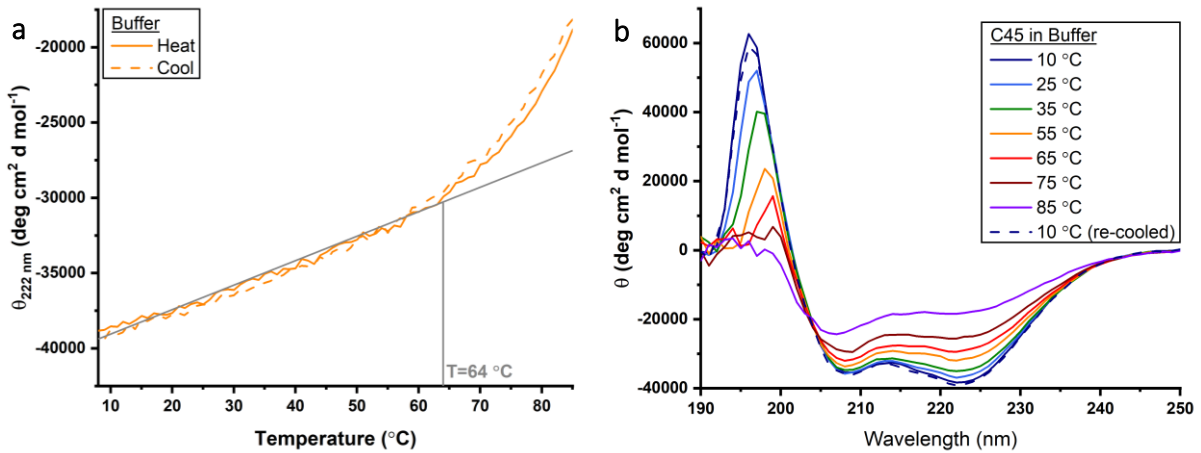 a
Buffer
Heat
Cool
θ222 nm (deg cm2 d mol-1)
-20000
-25000
-30000
-35000
-40000
T=64 °C
10 20 30 40 50 60 70 80
Temperature (°C)
b
C45 in Buffer
10 °C
25 °C
35 °C
55 °C
65 °C
75 °C
85 °C
10 °C (re-cooled)
θ (deg cm2 d mol-1)
60000
40000
20000
0
-20000
-40000
190 200 210 220 230 240 250
Wavelength (nm)